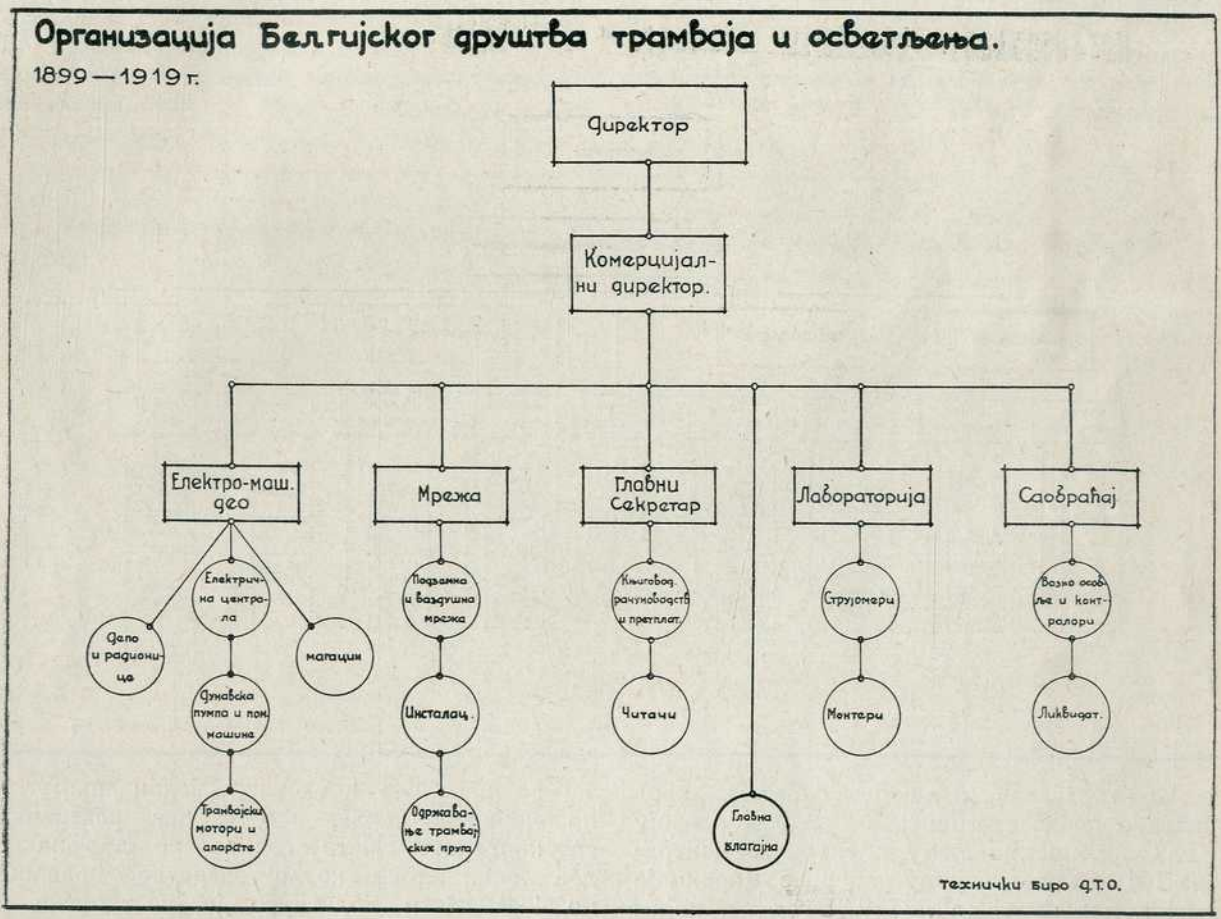 Организација Белгијског друштва трамваја и осветљења.
1899—1919 г.
Директор
Комерцијал-
ни директор.
Електро-маш.
део
Мрежа
Главни
Секретар
Лабораторија
Саобраћај
Депо
и радиони-
це
Електрич-
на центра-
ла
магацин
Дунавска
пумпа и пом.
машине
Трамвајски
мотори и
апарате
Подземна
и ваздушна
мрежа
Инсталац.
Одржава-
ње трамвај
ских пруга
Књиговод.
рачуноводств
и претплат.
Читачи
Главна
благајна
Струјомери
Монтери
Возно особ-
ље и конт-
ралори
Ликвидат.
технички биро Д.Т.О.